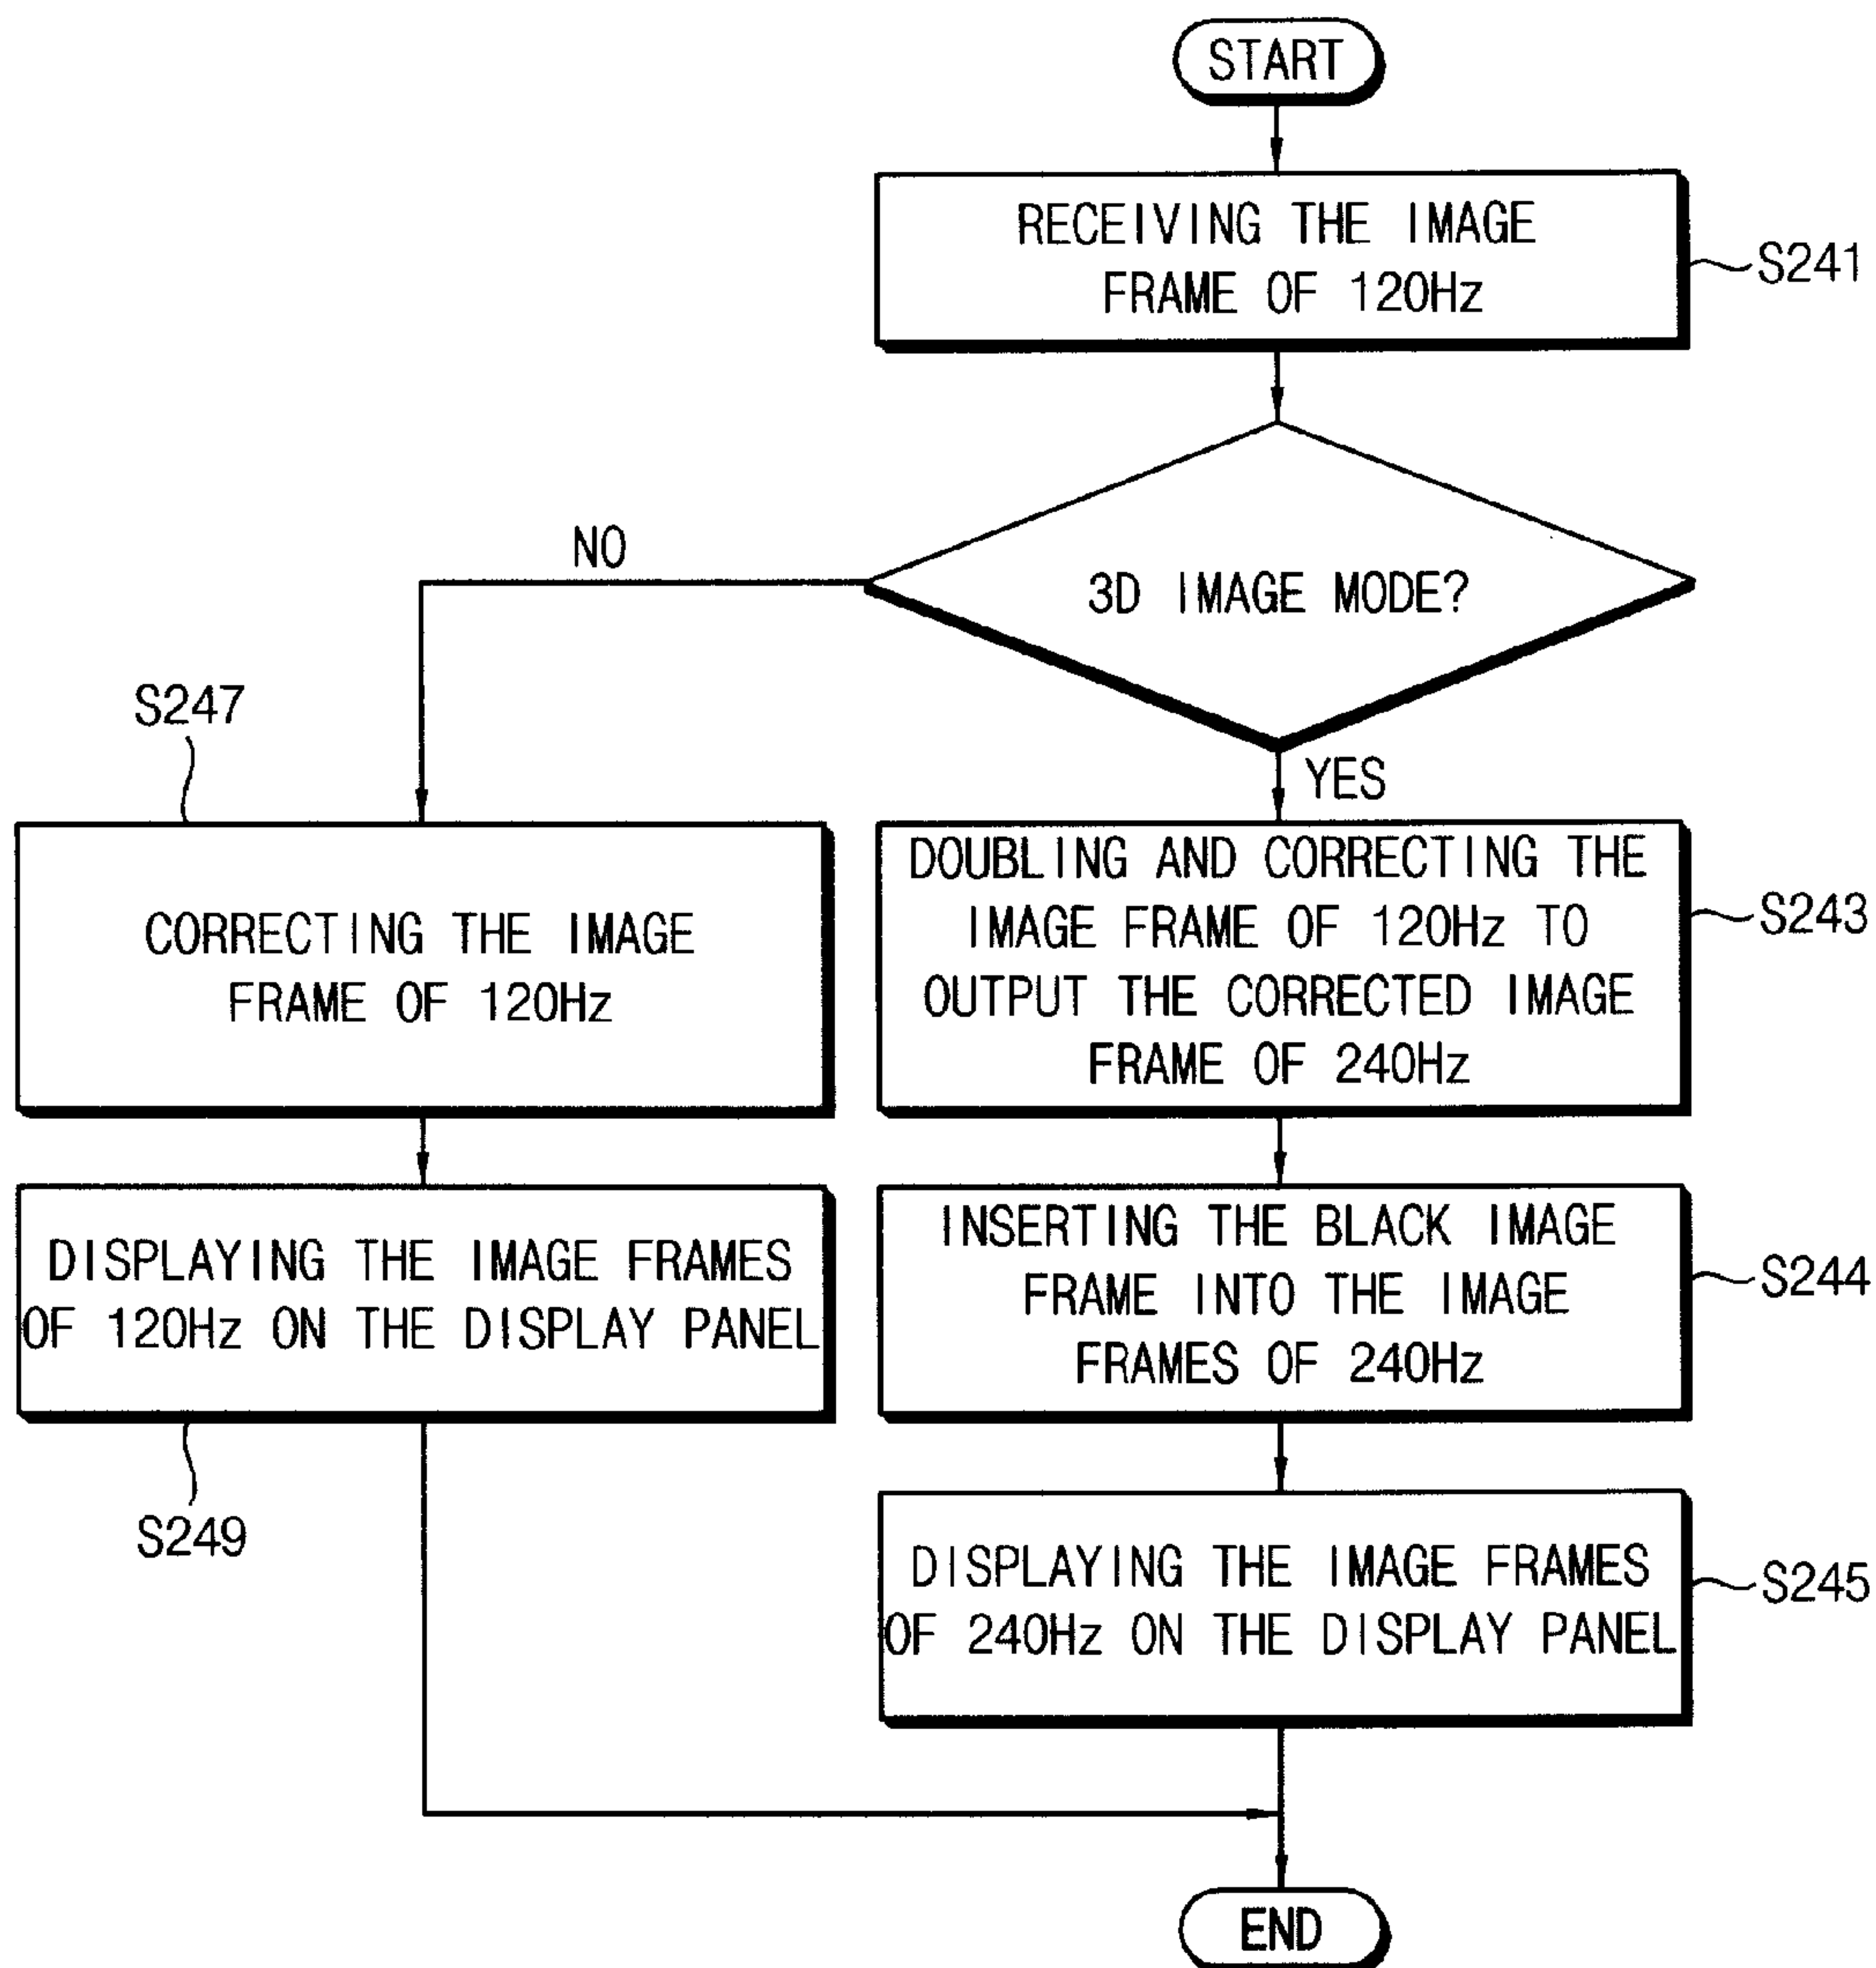 START
RECEIVING THE IMAGE
FRAME OF 120Hz
S241
3D IMAGE MODE?
NO
YES
S247
CORRECTING THE IMAGE
FRAME OF 120Hz
DOUBLING AND CORRECTING THE
IMAGE FRAME OF 120Hz TO
OUTPUT THE CORRECTED IMAGE
FRAME OF 240Hz
S243
DISPLAYING THE IMAGE FRAMES
OF 120Hz ON THE DISPLAY PANEL
S249
INSERTING THE BLACK IMAGE
FRAME INTO THE IMAGE
FRAMES OF 240Hz
S244
DISPLAYING THE IMAGE FRAMES
OF 240Hz ON THE DISPLAY PANEL
S245
END